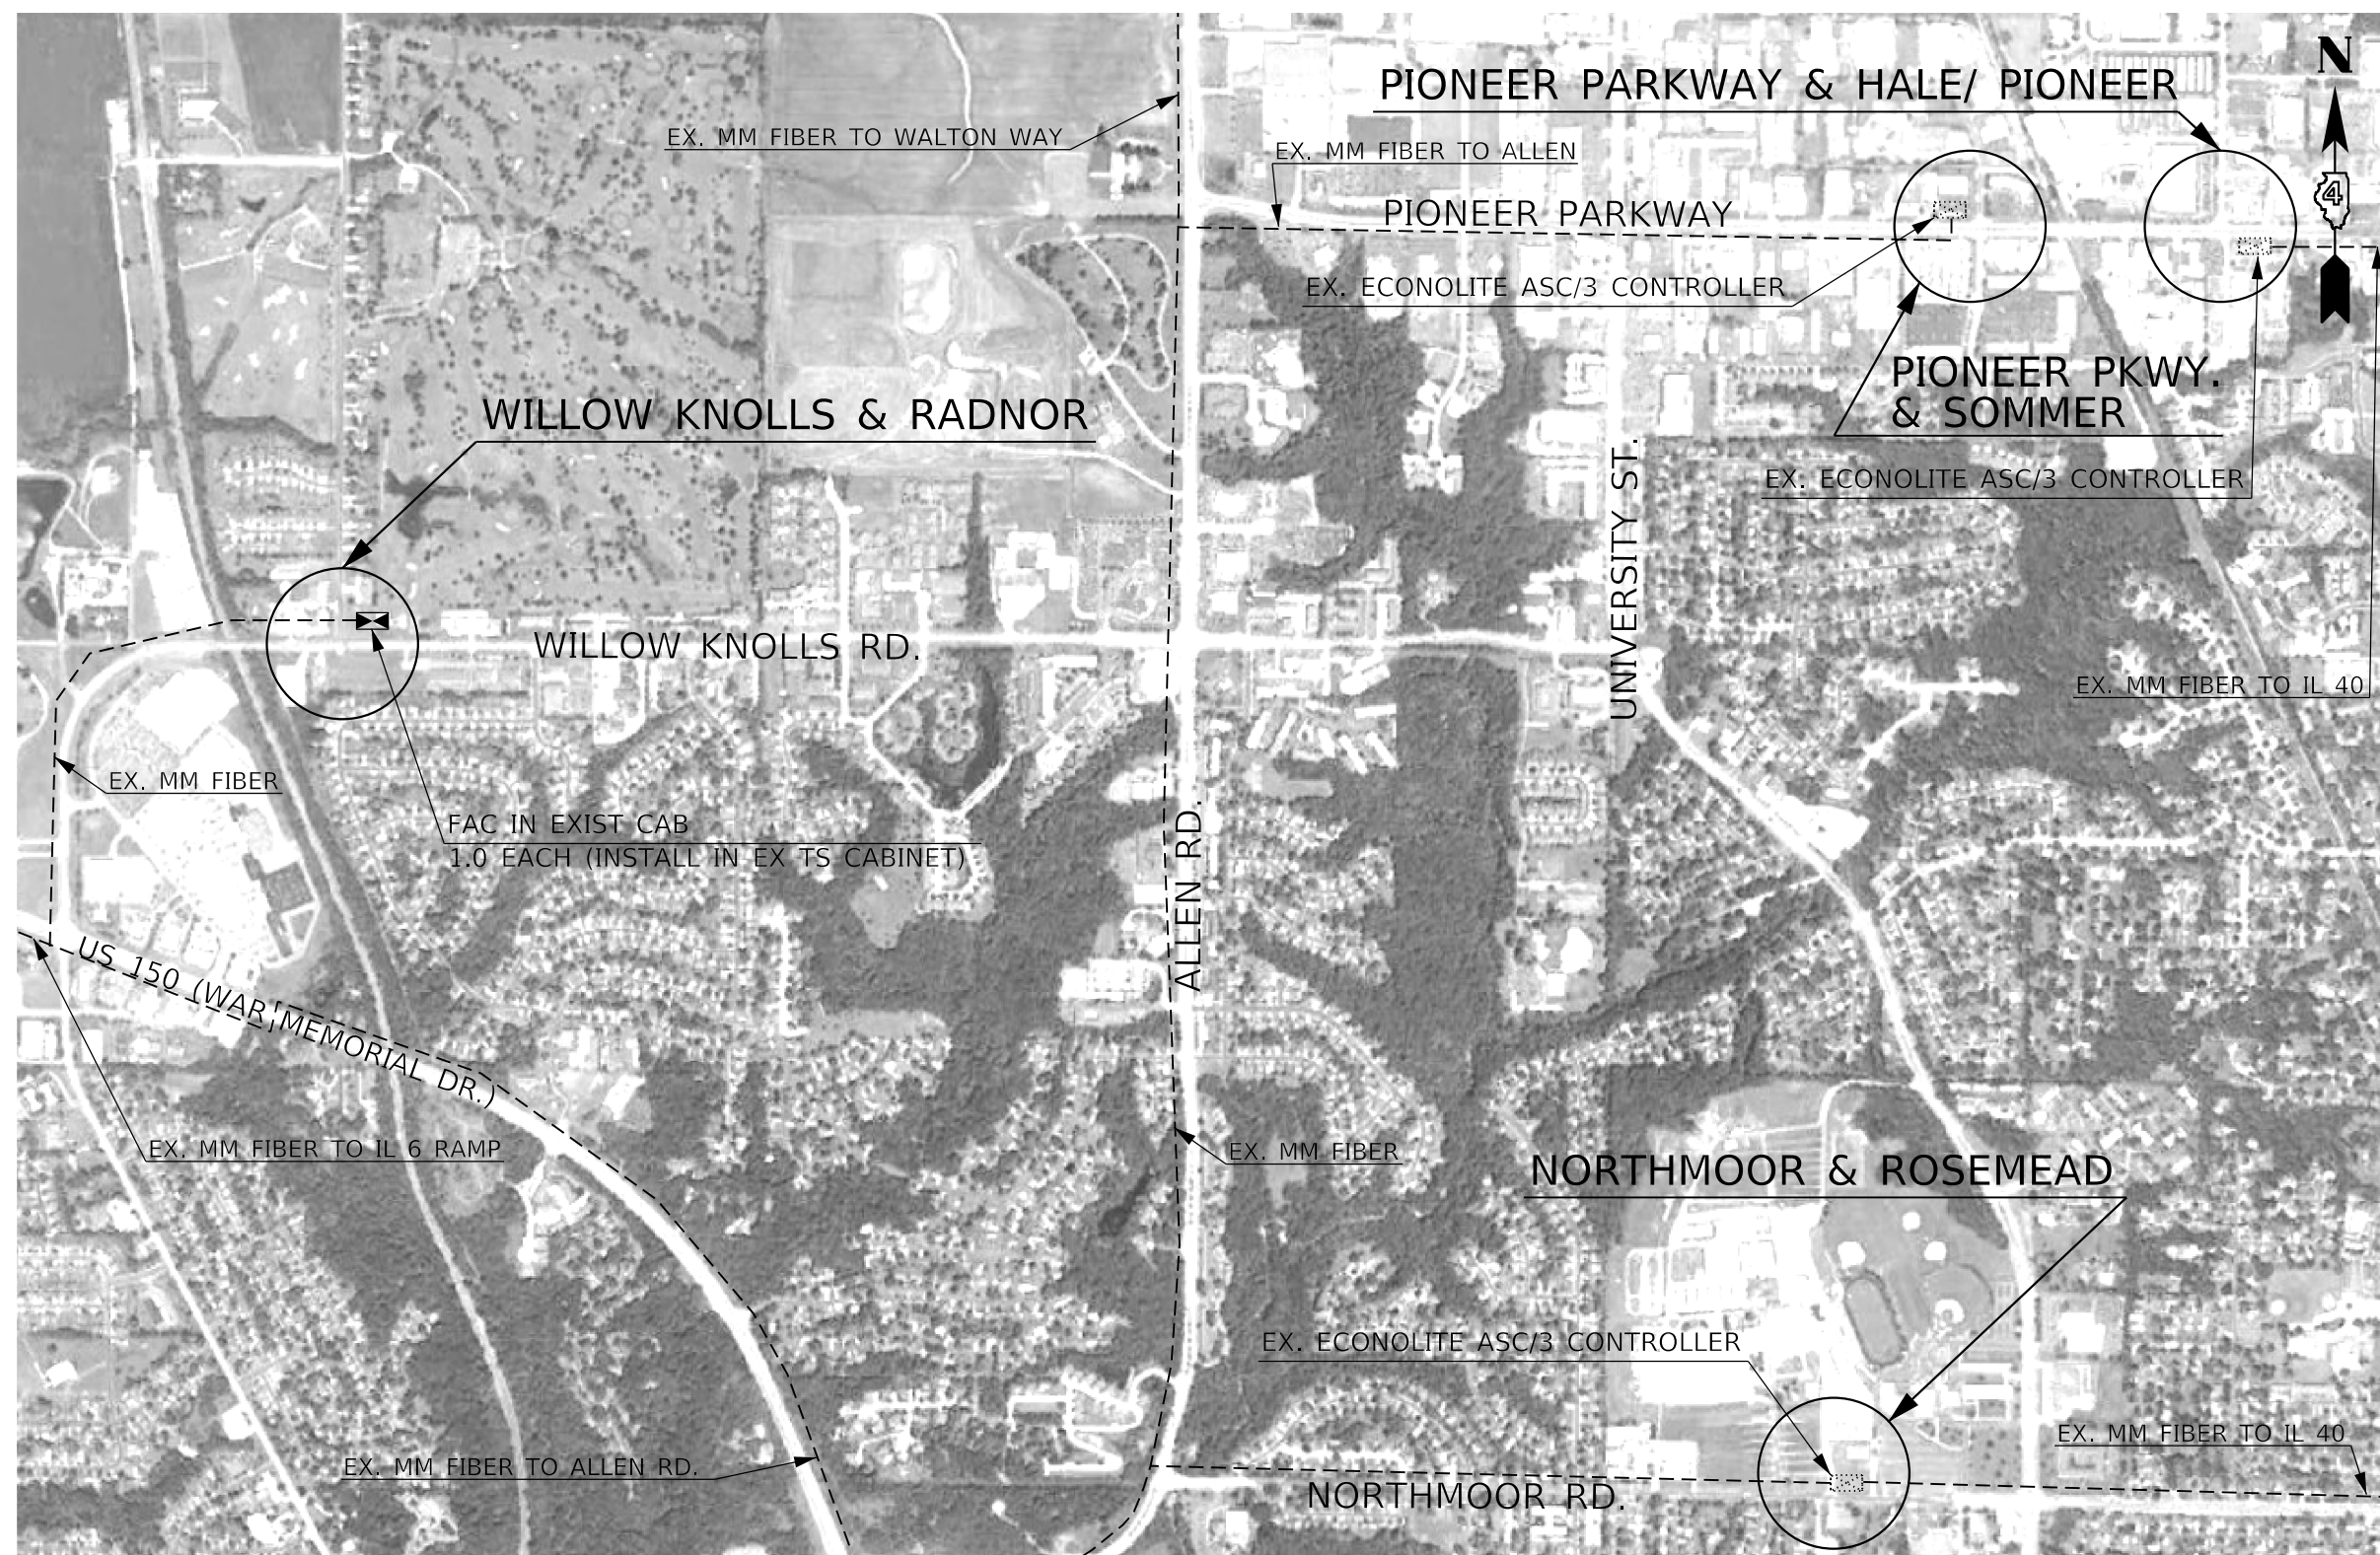 N
PIONEER PARKWAY & HALE/ PIONEER
EX. MM FIBER TO WALTON WAY
EX. MM FIBER TO ALLEN
4
PIONEER PARKWAY
EX. ECONOLITE ASC/3 CONTROLLER
PIONEER PKWY.
& SOMMER
WILLOW KNOLLS & RADNOR
EX. ECONOLITE ASC/3 CONTROLLER
UNIVERSITY ST.
WILLOW KNOLLS RD.
EX. MM FIBER TO IL 40
EX. MM FIBER
FAC IN EXIST CAB
1.0 EACH (INSTALL IN EX TS CABINET)
ALLEN RD.
US 150 (WAR MEMORIAL DR.)
EX. MM FIBER TO IL 6 RAMP
EX. MM FIBER
NORTHMOOR & ROSEMEAD
EX. ECONOLITE ASC/3 CONTROLLER
EX. MM FIBER TO IL 40
EX. MM FIBER TO ALLEN RD.
NORTHMOOR RD.